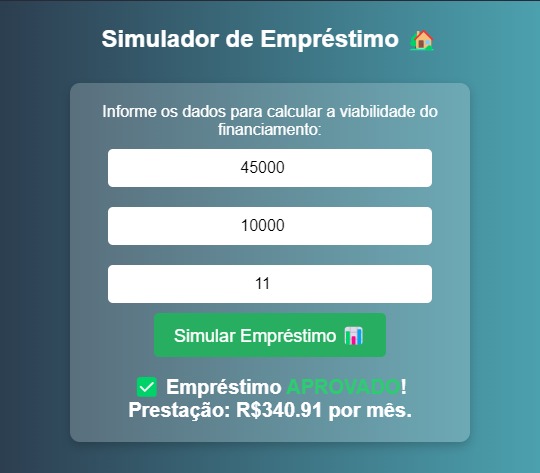 Simulador de Empréstimo 🏠
Informe os dados para calcular a viabilidade do
financiamento:
45000
10000
11
Simular Empréstimo 📊
✅ Empréstimo APROVADO!
Prestação: R$340.91 por mês.